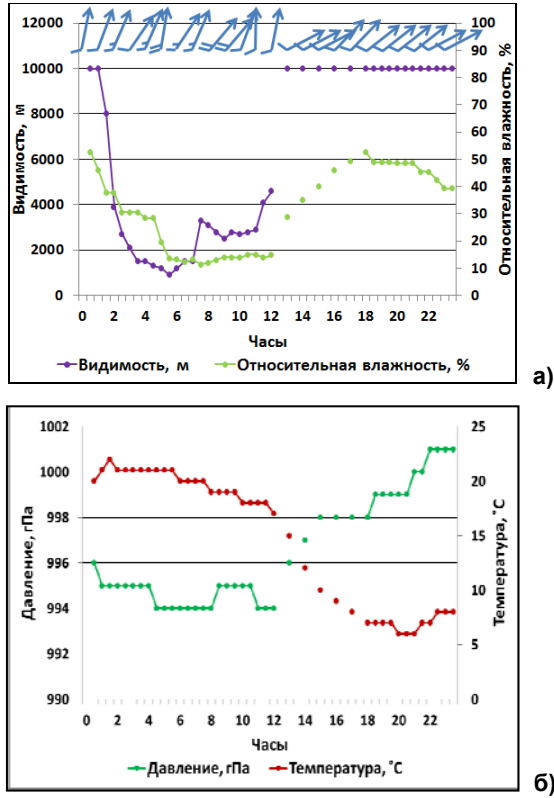 12000 100
90
10000 80
70
8000
60
6000 50
40
4000 30
20
2000
10
0 0
Видимость, м
Относительная влажность, %
0 2 4 6 8 10 12 14 16 18 20 22
Часы
Видимость, м Относительная влажность, %
а)
1002 25
1000 20
998
15
996
10
994
5
992
990 0
Давление, гПа
Температура, ˚С
0 2 4 6 8 10 12 14 16 18 20 22
Часы
Давление, гПа Температура, ˚С
б)